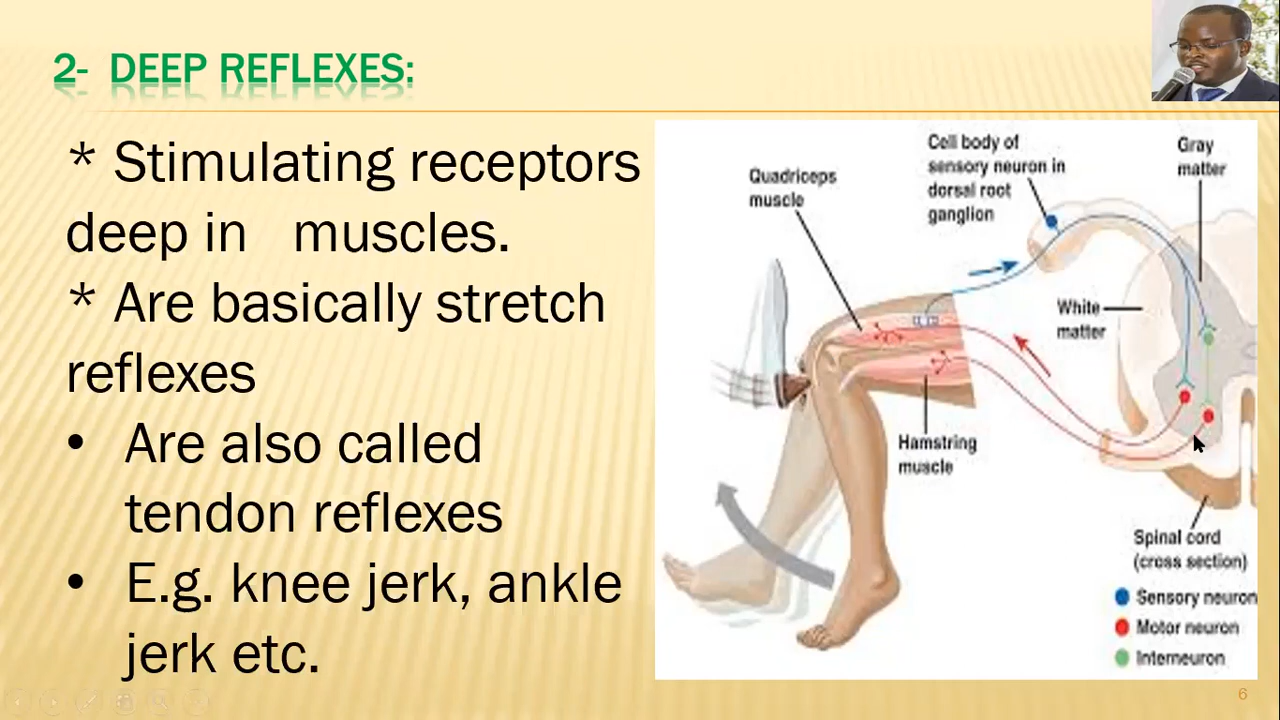 2- DEEP REFLEXES:
* Stimulating receptors
deep in muscles.
* Are basically stretch
reflexes
• Are also called
tendon reflexes
• E.g. knee jerk, ankle
jerk etc.
Quadriceps
muscle
Cell body of
sensory neuron in
dorsal root
ganglion
Gray
matter
White
matter
Hamstring
muscle
Spinal cord
(cross section)
Sensory neuron
Motor neuron
Interneuron
6